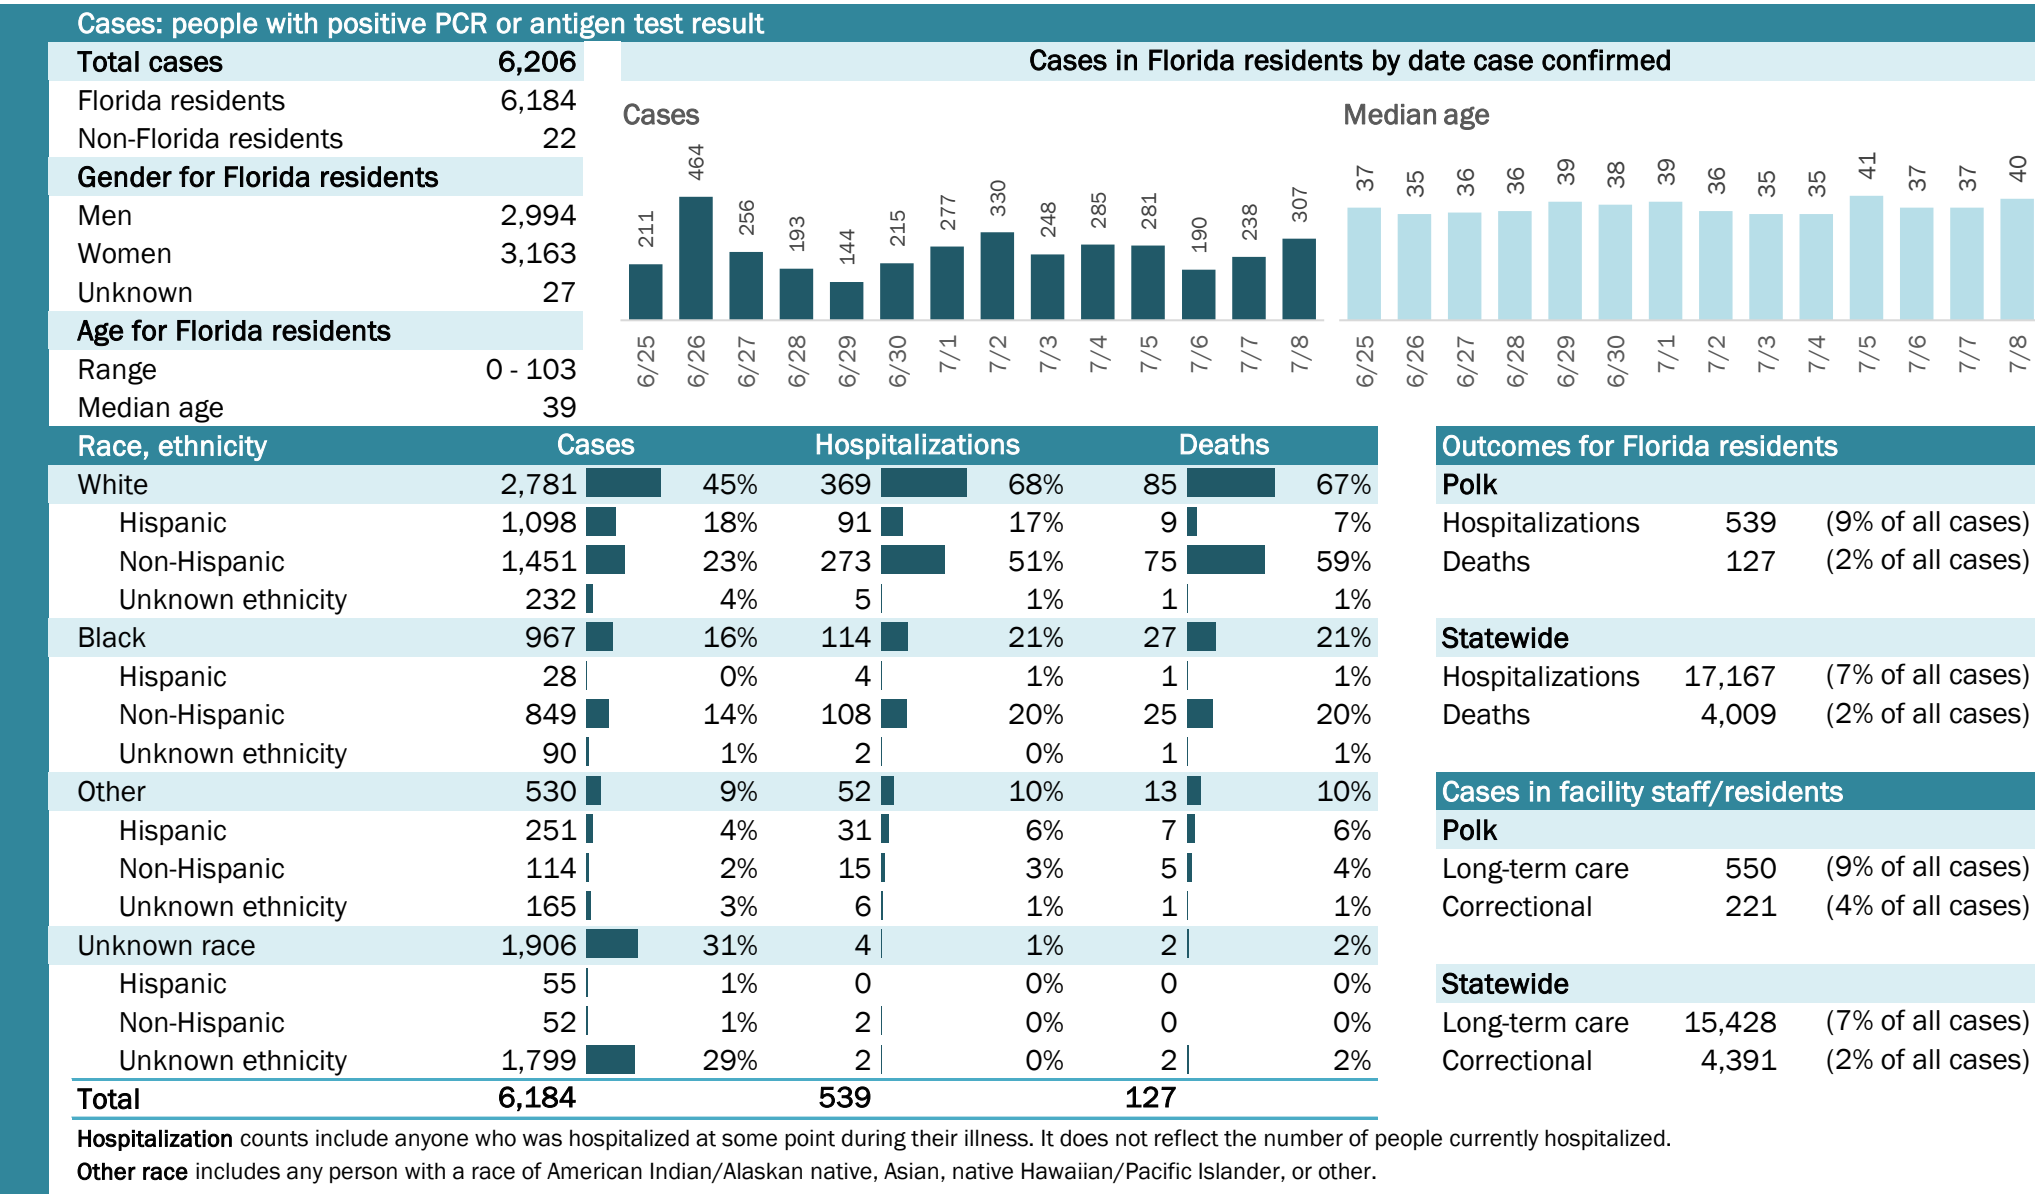 Cases: people with positive PCR or antigen test result
Total cases 6,206
Florida residents 6,184
Non-Florida residents 22
Gender for Florida residents
Men 2,994
Women 3,163
Unknown 27
Age for Florida residents
Range 0 - 103
Median age 39
Cases in Florida residents by date case confirmed
Cases
211 464 256 193 144 215 277 330 248 285 281 190 238 307
6/25 6/26 6/27 6/28 6/29 6/30 7/1 7/2 7/3 7/4 7/5 7/6 7/7 7/8
Median age
37 35 36 36 39 38 39 36 35 35 41 37 37 40
6/25 6/26 6/27 6/28 6/29 6/30 7/1 7/2 7/3 7/4 7/5 7/6 7/7 7/8
Race, ethnicity Cases Hospitalizations Deaths
White 2,781 45% 369 68% 85 67%
Hispanic 1,098 18% 91 17% 9 7%
Non-Hispanic 1,451 23% 273 51% 75 59%
Unknown ethnicity 232 4% 5 1% 1 1%
Black 967 16% 114 21% 27 21%
Hispanic 28 0% 4 1% 1 1%
Non-Hispanic 849 14% 108 20% 25 20%
Unknown ethnicity 90 1% 2 0% 1 1%
Other 530 9% 52 10% 13 10%
Hispanic 251 4% 31 6% 7 6%
Non-Hispanic 114 2% 15 3% 5 4%
Unknown ethnicity 165 3% 6 1% 1 1%
Unknown race 1,906 31% 4 1% 2 2%
Hispanic 55 1% 0 0% 0 0%
Non-Hispanic 52 1% 2 0% 0 0%
Unknown ethnicity 1,799 29% 2 0% 2 2%
Total 6,184 539 127
Outcomes for Florida residents
Polk
Hospitalizations 539 (9% of all cases)
Deaths 127 (2% of all cases)
Statewide
Hospitalizations 17,167 (7% of all cases)
Deaths 4,009 (2% of all cases)
Cases in facility staff/residents
Polk
Long-term care 550 (9% of all cases)
Correctional 221 (4% of all cases)
Statewide
Long-term care 15,428 (7% of all cases)
Correctional 4,391 (2% of all cases)
Hospitalization counts include anyone who was hospitalized at some point during their illness. It does not reflect the number of people currently hospitalized.
Other race includes any person with a race of American Indian/Alaskan native, Asian, native Hawaiian/Pacific Islander, or other.